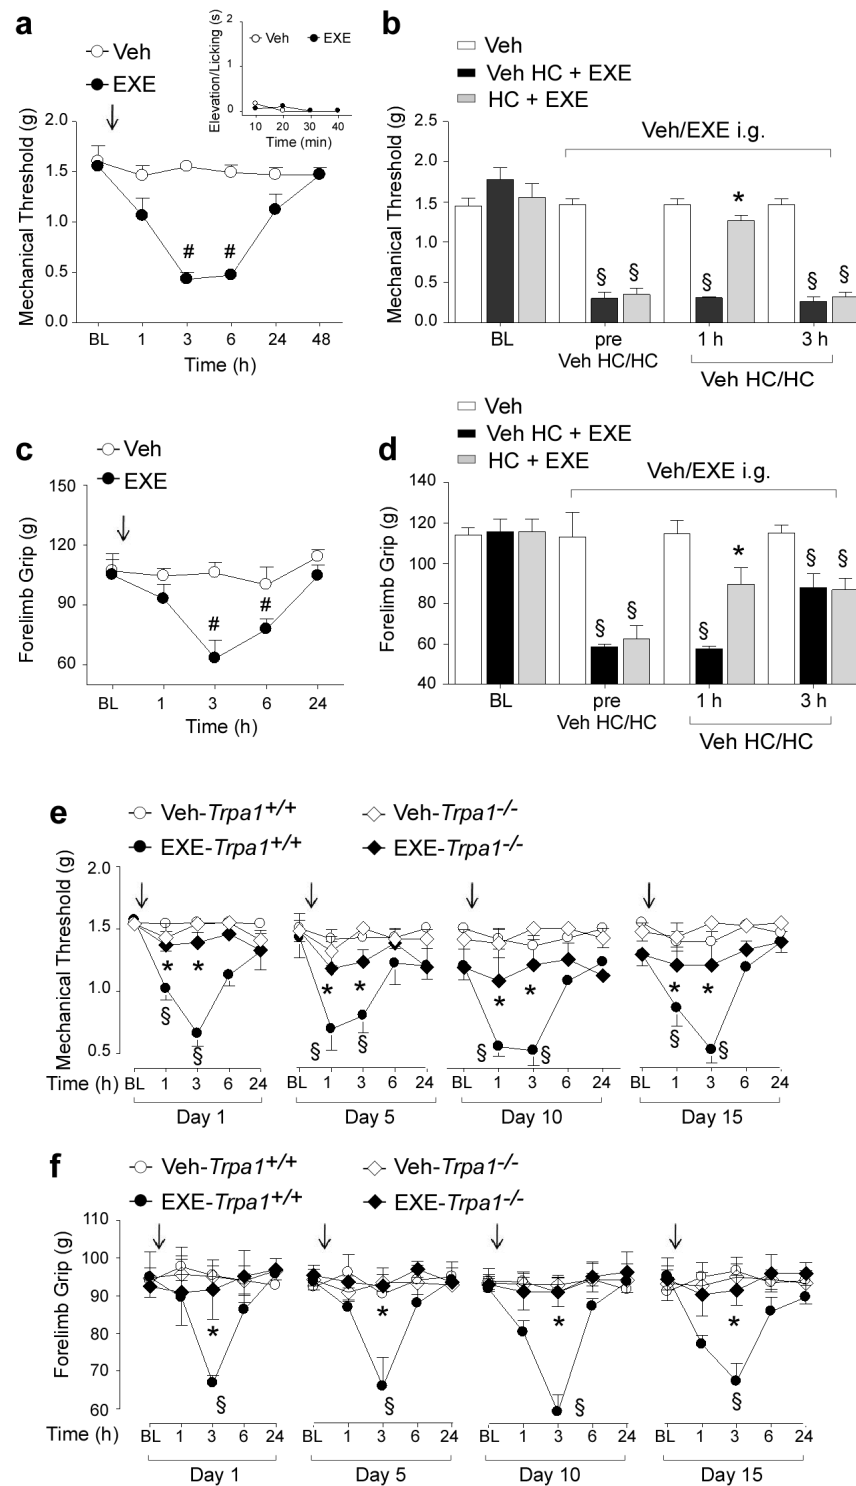 a
Veh
EXE
Mechanical Threshold (g)
2.0
1.5
1.0
0.5
0.0
# #
BL 1 3 6 24 48
Time (h)
Elevation/Licking (s)
2
1
0
Veh EXE
10 20 30 40
Time (min)
b
Veh
Veh HC + EXE
HC + EXE
Veh/EXE i.g.
Mechanical Threshold (g)
2.5
2.0
1.5
1.0
0.5
0.0
§ § § * § §
BL pre 1 h 3 h
Veh HC/HC
Veh HC/HC
c
Veh
EXE
Forelimb Grip (g)
150
120
90
60
# #
BL 1 3 6 24
Time (h)
d
Veh
Veh HC + EXE
HC + EXE
Veh/EXE i.g.
Forelimb Grip (g)
140
120
100
80
60
40
§ § § * § §
BL pre 1 h 3 h
Veh HC/HC
Veh HC/HC
e
Veh-Trpa1+/+ Veh-Trpa1-/-
EXE-Trpa1+/+ EXE-Trpa1-/-
Mechanical Threshold (g)
2.0
1.5
1.0
0.5
* * * * * * * *
§ § § § § § § §
Time (h) BL 1 3 6 24 BL 1 3 6 24 BL 1 3 6 24 BL 1 3 6 24
Day 1 Day 5 Day 10 Day 15
f
Veh-Trpa1+/+ Veh-Trpa1-/-
EXE-Trpa1+/+ EXE-Trpa1-/-
Forelimb Grip (g)
110
100
90
80
70
60
* * * *
§ § § §
Time (h) BL 1 3 6 24 BL 1 3 6 24 BL 1 3 6 24 BL 1 3 6 24
Day 1 Day 5 Day 10 Day 15